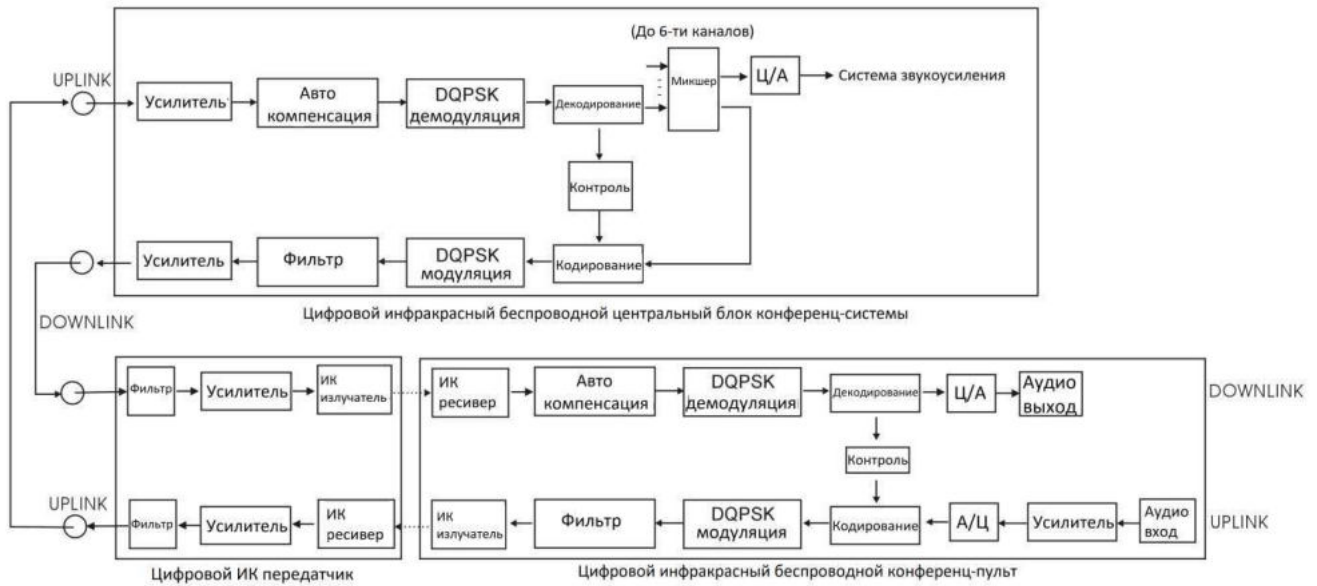 (До 6-ти каналов)
UPLINK
Усилитель
Авто
компенсация
DQPSK
демодуляция
Декодирование
Микшер
Ц/А
Система звукоусиления
Контроль
Усилитель
Фильтр
DQPSK
модуляция
Кодирование
Цифровой инфракрасный беспроводной центральный блок конференц-системы
DOWNLINK
Фильтр
Усилитель
ИК
излучатель
ИК
ресивер
Авто
компенсация
DQPSK
демодуляция
Декодирование
Ц/А
Аудио
выход
DOWNLINK
Контроль
UPLINK
Фильтр
Усилитель
ИК
ресивер
ИК
излучатель
Фильтр
DQPSK
модуляция
Кодирование
А/Ц
Усилитель
Аудио
вход
UPLINK
Цифровой ИК передатчик
Цифровой инфракрасный беспроводной конференц-пульт